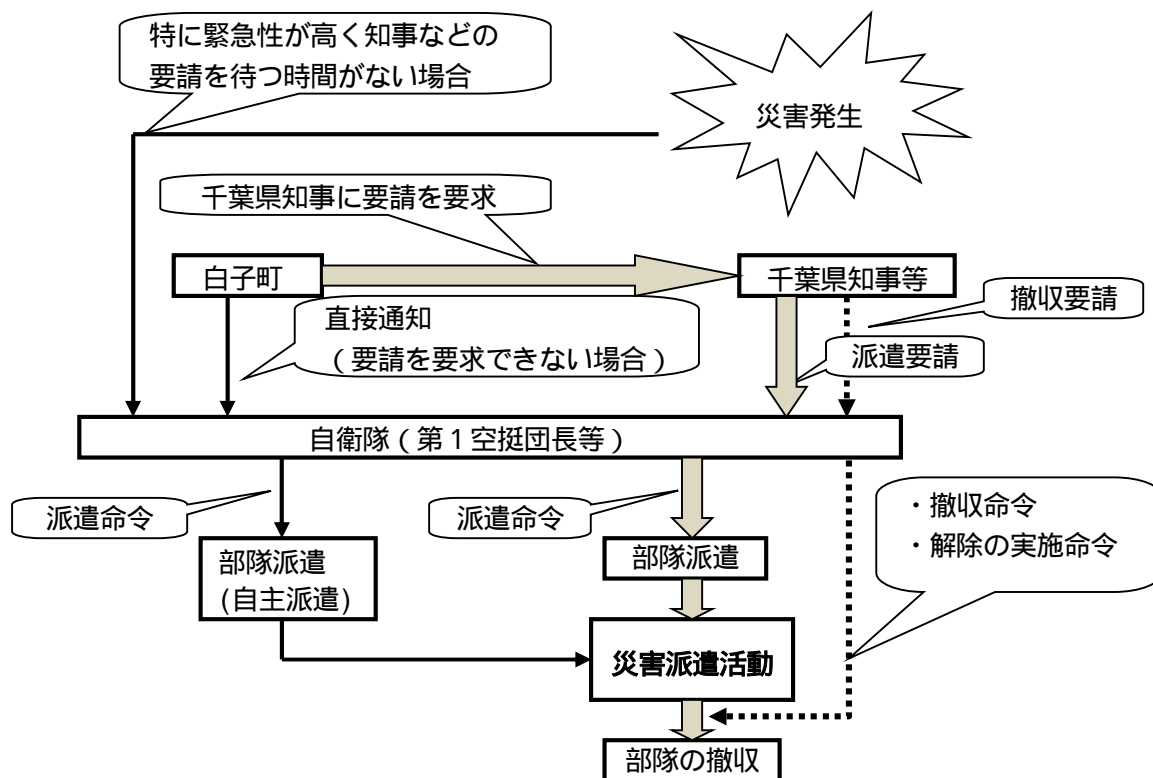 特に緊急性が高く知事などの
要請を待つ時間がない場合
災害発生
千葉県知事に要請を要求
白子町
千葉県知事等
撤収要請
直接通知
(要請を要求できない場合)
派遣要請
自衛隊(第1空挺団長等)
派遣命令
派遣命令
・撤収命令
・解除の実施命令
部隊派遣
(自主派遣)
部隊派遣
災害派遣活動
部隊の撤収